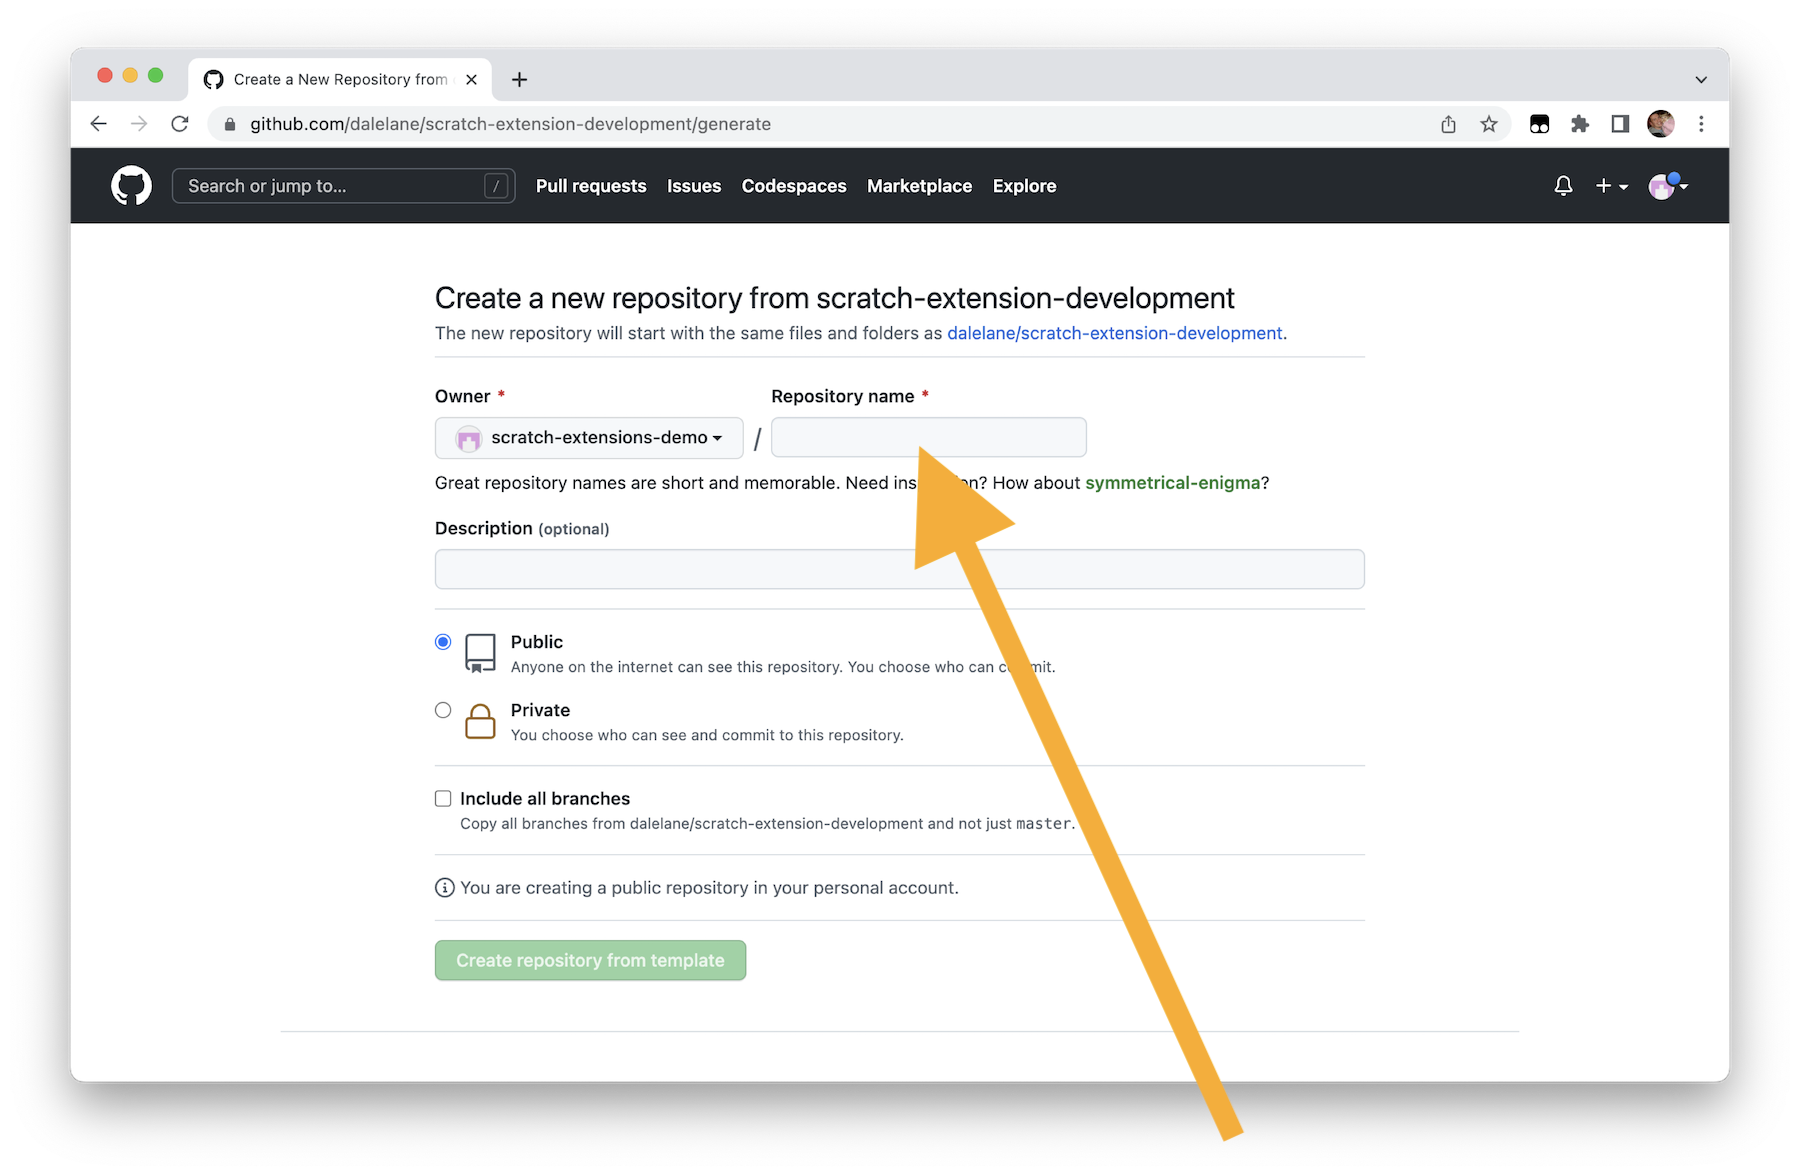 Create a New Repository from
github.com/dalelane/scratch-extension-development/generate
Search or jump to... /
Pull requests Issues Codespaces Marketplace Explore
Create a new repository from scratch-extension-development
The new repository will start with the same files and folders as dalelane/scratch-extension-development.
Owner * Repository name *
scratch-extensions-demo /
Great repository names are short and memorable. Need How about symmetrical-enigma?
Description (optional)
Public
Anyone on the internet can see this repository. You choose who can
Private
You choose who can see and commit to this repository.
Include all branches
Copy all branches from dalelane/scratch-extension-development and not just master.
You are creating a public repository in your personal account.
Create repository from template